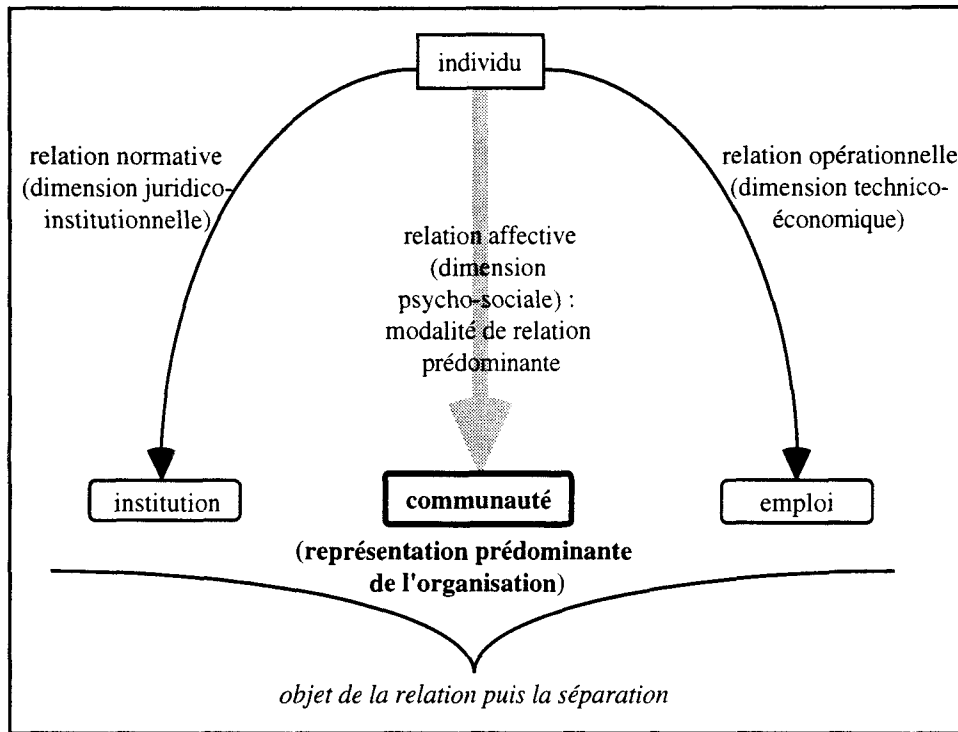 individu
relation normative
(dimension juridico-
institutionnelle)
relation opérationnelle
(dimension technico-
économique)
relation affective
(dimension
psycho-sociale) :
modalité de relation
prédominante
institution
communauté
emploi
(représentation prédominante
de l'organisation)
objet de la relation puis la séparation